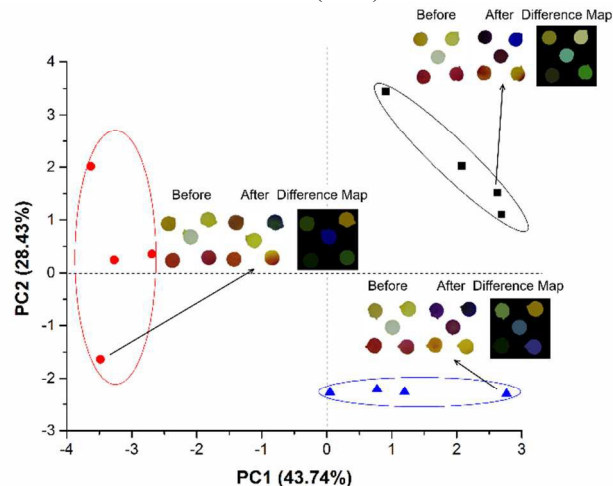 Before After Difference Map
4
3
2
1
0
-1
-2
-3
Before After Difference Map
Before After Difference Map
-4 -3 -2 -1 0 1 2 3
PC2 (28.43%)
PC1 (43.74%)